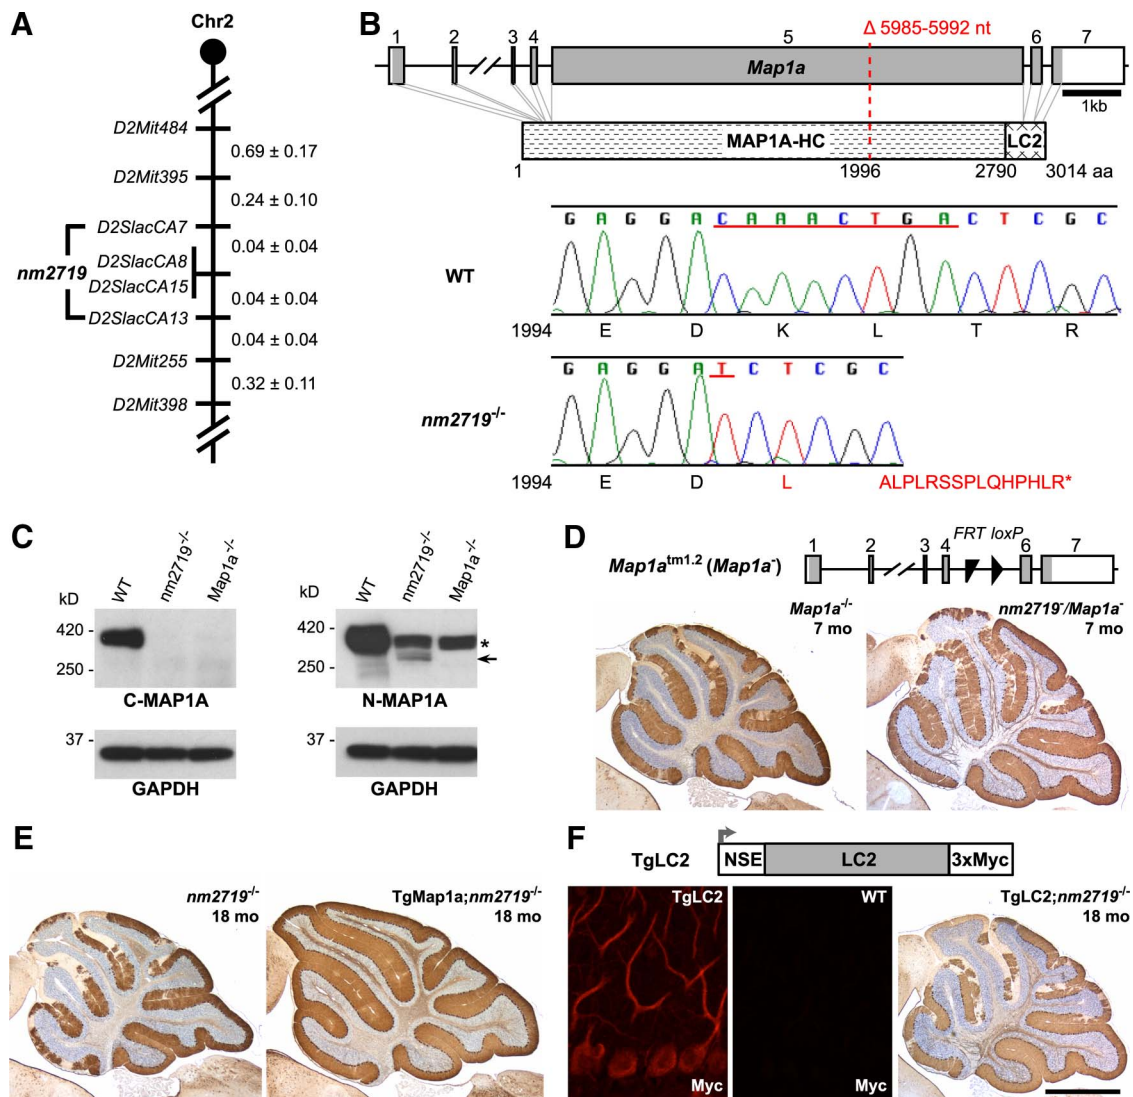 A
Chr2
D2Mit484
0.69 ± 0.17
D2Mit395
0.24 ± 0.10
D2SlacCA7
0.04 ± 0.04
nm2719
D2SlacCA8
D2SlacCA15
0.04 ± 0.04
D2SlacCA13
0.04 ± 0.04
D2Mit255
0.32 ± 0.11
D2Mit398
B
Δ 5985-5992 nt
1 2 3 4 5 6 7
Map1a
1kb
MAP1A-HC LC2
1 1996 2790 3014 aa
G A G G A C A A A C T G A C T C G C
WT
1994 E D K L T R
G A G G A T C T C G C
nm2719-/-
1994 E D L ALPLRSSPLQHPHLR*
C
WT nm2719-/- Map1a-/-
kD
420 -
250 -
C-MAP1A
37 -
GAPDH
WT nm2719-/- Map1a-/-
kD
420 -
*
250 -
N-MAP1A
37 -
GAPDH
D
FRT loxP
1 2 3 4 6 7
Map1atm1.2 (Map1a-)
Map1a-/-
7 mo
nm2719-/Map1a-
7 mo
E
nm2719-/-
18 mo
TgMap1a;nm2719-/-
18 mo
F
TgLC2 NSE LC2 3xMyc
TgLC2
Myc
WT
Myc
TgLC2;nm2719-/-
18 mo